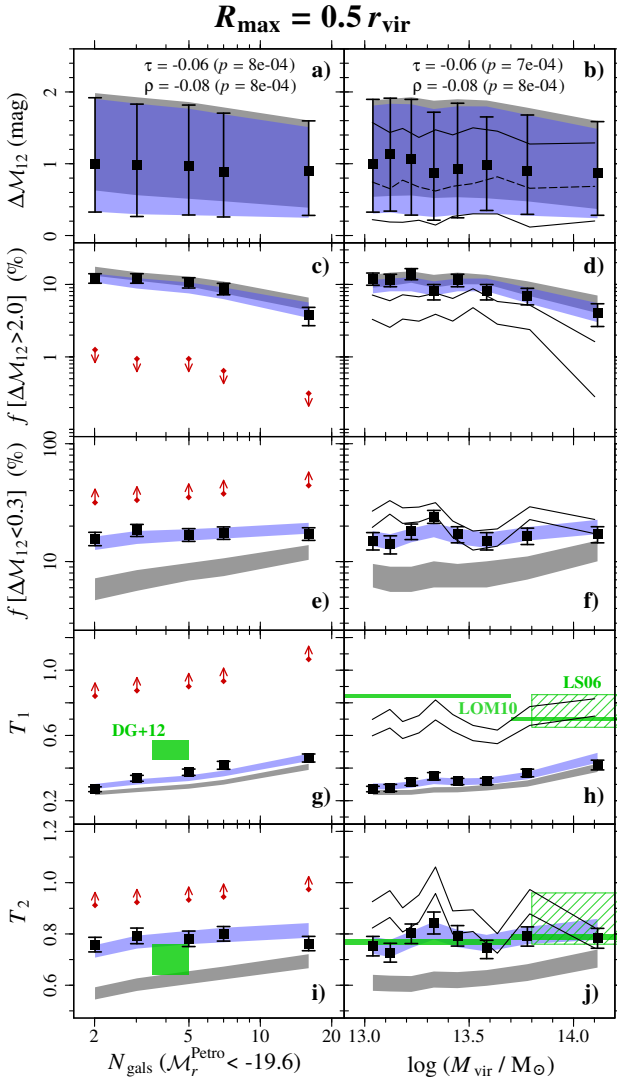 R_max = 0.5 r_vir
τ = -0.06 (p = 8e-04)
ρ = -0.08 (p = 8e-04)
a)
τ = -0.06 (p = 7e-04)
ρ = -0.08 (p = 8e-04)
b)
ΔM_12 (mag)
2
1
0
c)
d)
f [ΔM_12>2.0] (%)
10
1
e)
f)
f [ΔM_12<0.3] (%)
100
10
g)
DG+12
h)
LOM10
LS06
T_1
1.0
0.6
0.2
i)
j)
T_2
1.2
1.0
0.8
0.6
2
5
10
20
13.0
13.5
14.0
N_gals (M_r^Petro < -19.6)
log (M_vir / M_⊙)